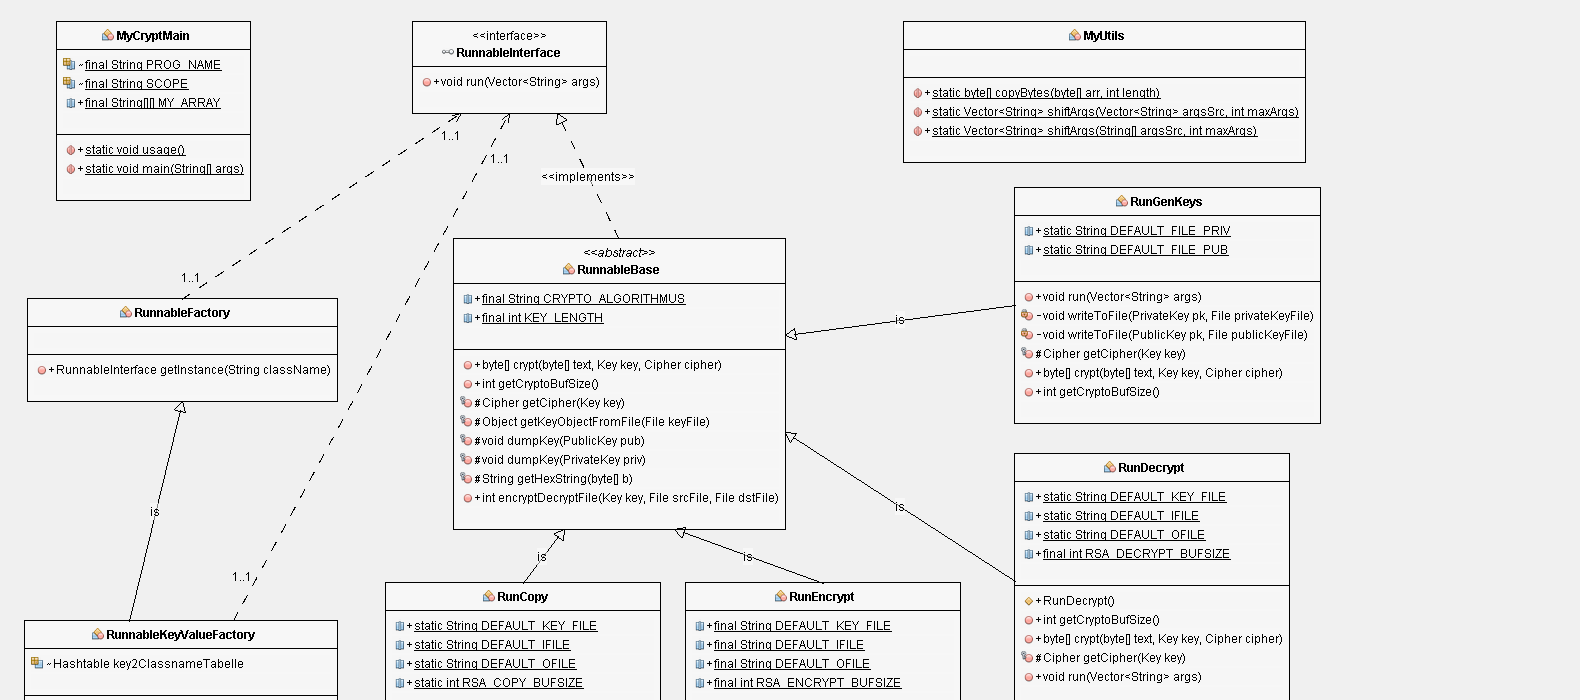 MyCryptMain
~final String PROG_NAME
~final String SCOPE
+final String[][] MY_ARRAY
+static void usage()
+static void main(String[] args)
<<interface>>
RunnableInterface
+void run(Vector<String> args)
MyUtils
+static byte[] copyBytes(byte[] arr, int length)
+static Vector<String> shiftArgs(Vector<String> argsSrc, int maxArgs)
+static Vector<String> shiftArgs(String[] argsSrc, int maxArgs)
1..1
1..1
<<implements>>
1..1
RunnableFactory
+RunnableInterface getInstance(String className)
<<abstract>>
RunnableBase
+final String CRYPTO_ALGORITHMUS
+final int KEY_LENGTH
+byte[] crypt(byte[] text, Key key, Cipher cipher)
+int getCryptoBufSize()
#Cipher getCipher(Key key)
#Object getKeyObjectFromFile(File keyFile)
#void dumpKey(PublicKey pub)
#void dumpKey(PrivateKey priv)
#String getHexString(byte[] b)
+int encryptDecryptFile(Key key, File srcFile, File dstFile)
is
RunGenKeys
+static String DEFAULT_FILE_PRIV
+static String DEFAULT_FILE_PUB
+void run(Vector<String> args)
-void writeToFile(PrivateKey pk, File privateKeyFile)
-void writeToFile(PublicKey pk, File publicKeyFile)
#Cipher getCipher(Key key)
+byte[] crypt(byte[] text, Key key, Cipher cipher)
+int getCryptoBufSize()
is
RunDecrypt
+static String DEFAULT_KEY_FILE
+static String DEFAULT_IFILE
+static String DEFAULT_OFILE
+final int RSA_DECRYPT_BUFSIZE
+RunDecrypt()
+int getCryptoBufSize()
+byte[] crypt(byte[] text, Key key, Cipher cipher)
#Cipher getCipher(Key key)
+void run(Vector<String> args)
is
1..1
RunnableKeyValueFactory
~Hashtable key2ClassnameTabelle
is
RunCopy
+static String DEFAULT_KEY_FILE
+static String DEFAULT_IFILE
+static String DEFAULT_OFILE
+static int RSA_COPY_BUFSIZE
is
RunEncrypt
+final String DEFAULT_KEY_FILE
+final String DEFAULT_IFILE
+final String DEFAULT_OFILE
+final int RSA_ENCRYPT_BUFSIZE